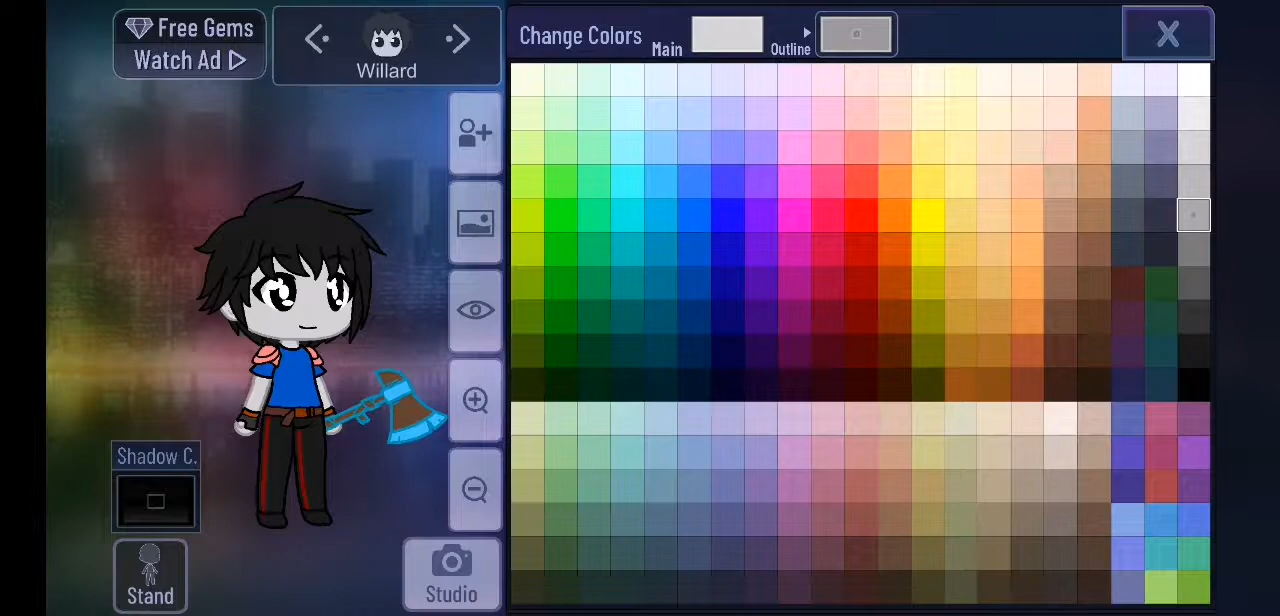 Free Gems
Watch Ad
Willard
Change Colors
Main
Outline
X
Shadow C.
Stand
Studio